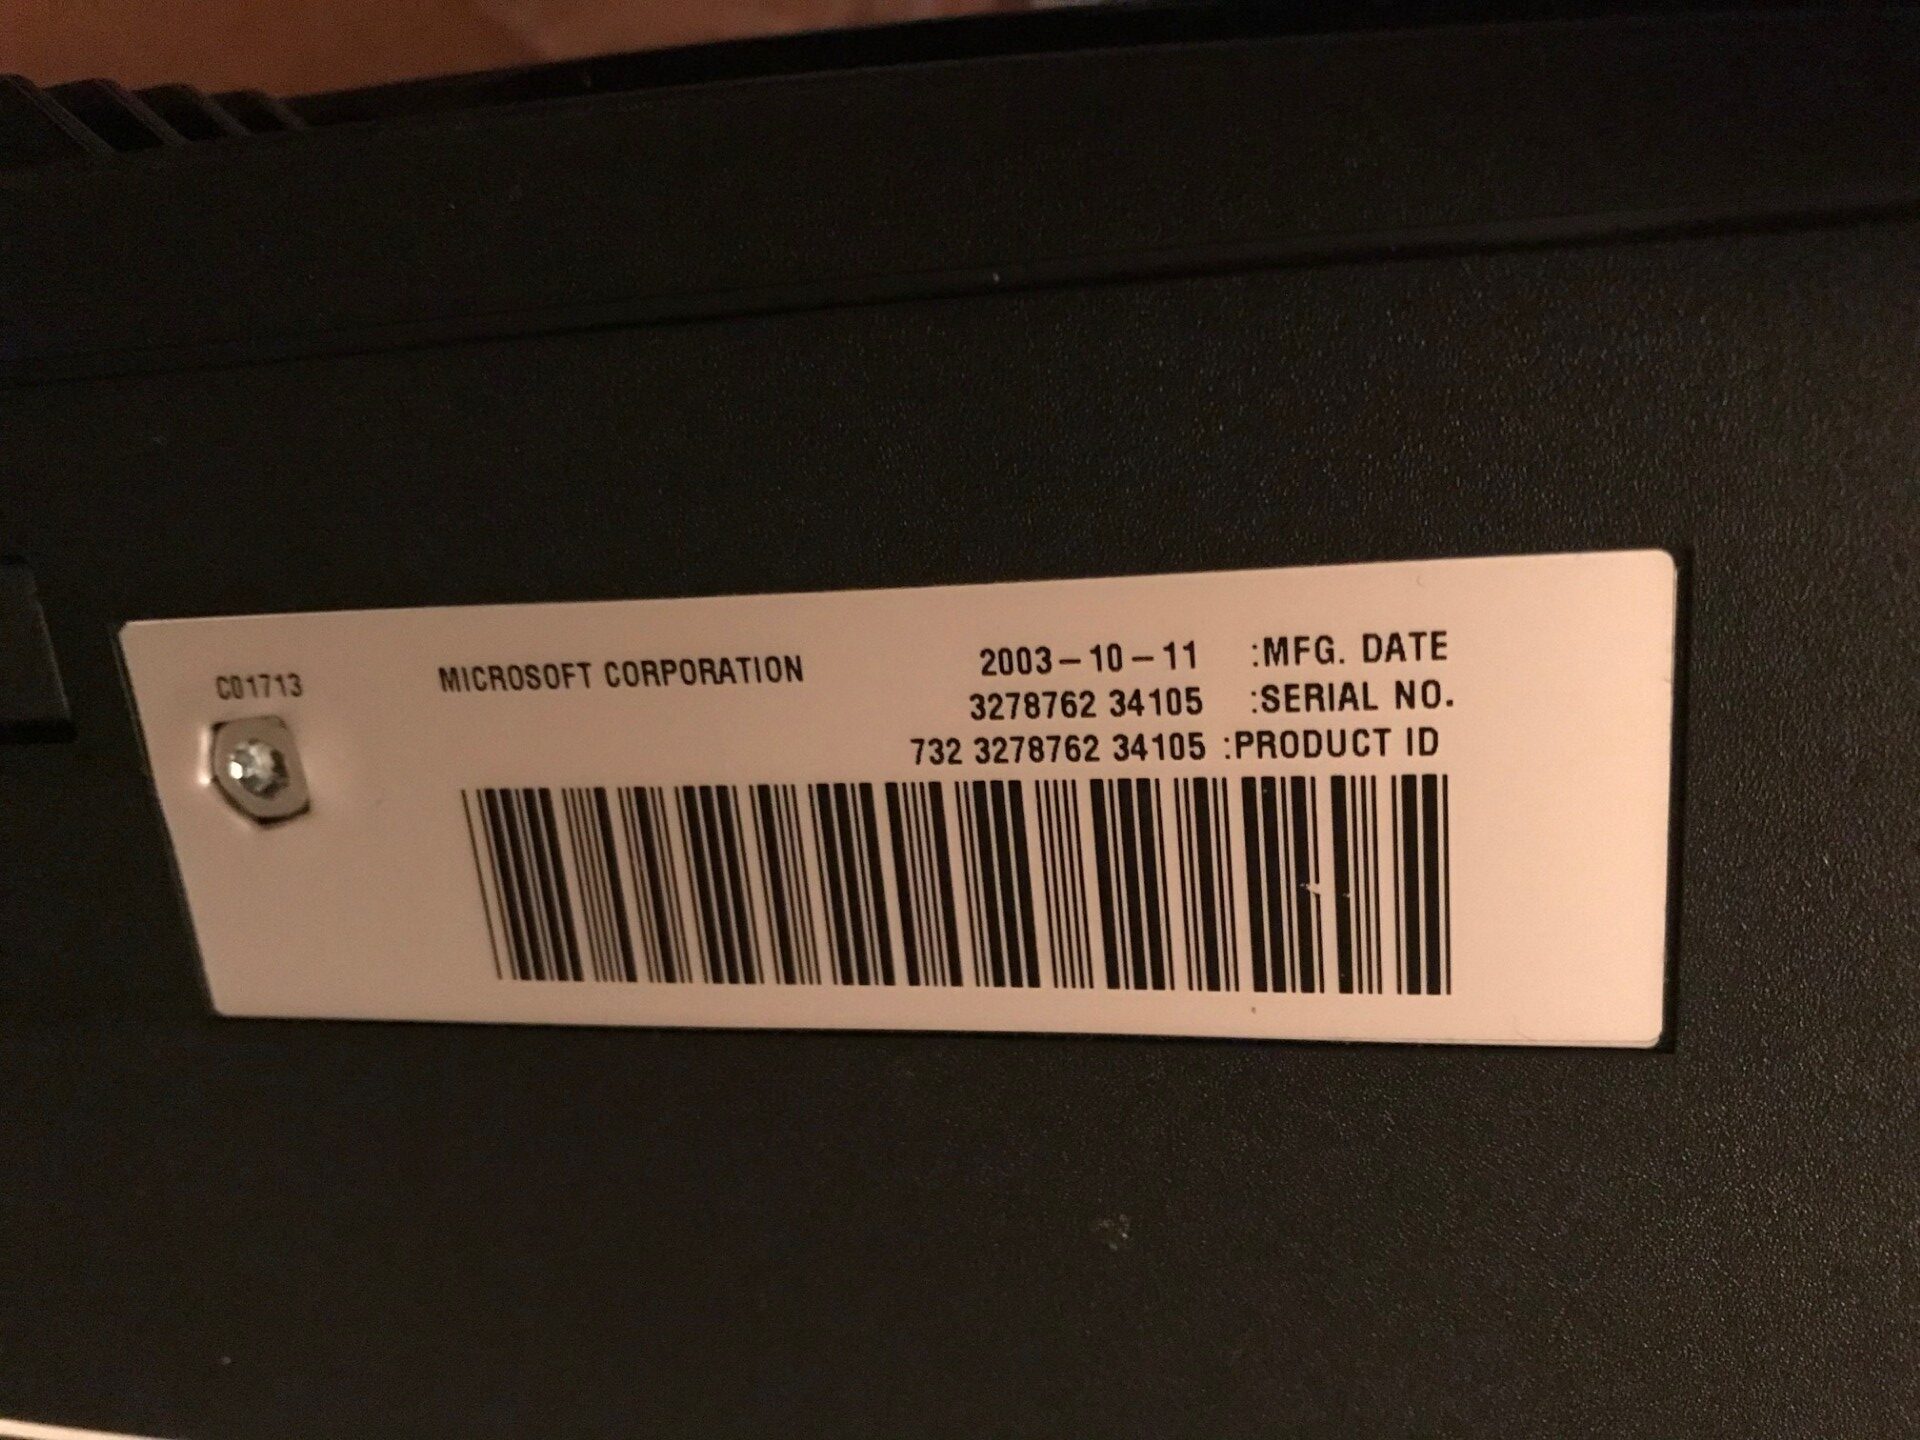 C01713
MICROSOFT CORPORATION
2003-10-11 :MFG. DATE
3278762 34105 :SERIAL NO.
732 3278762 34105 :PRODUCT ID